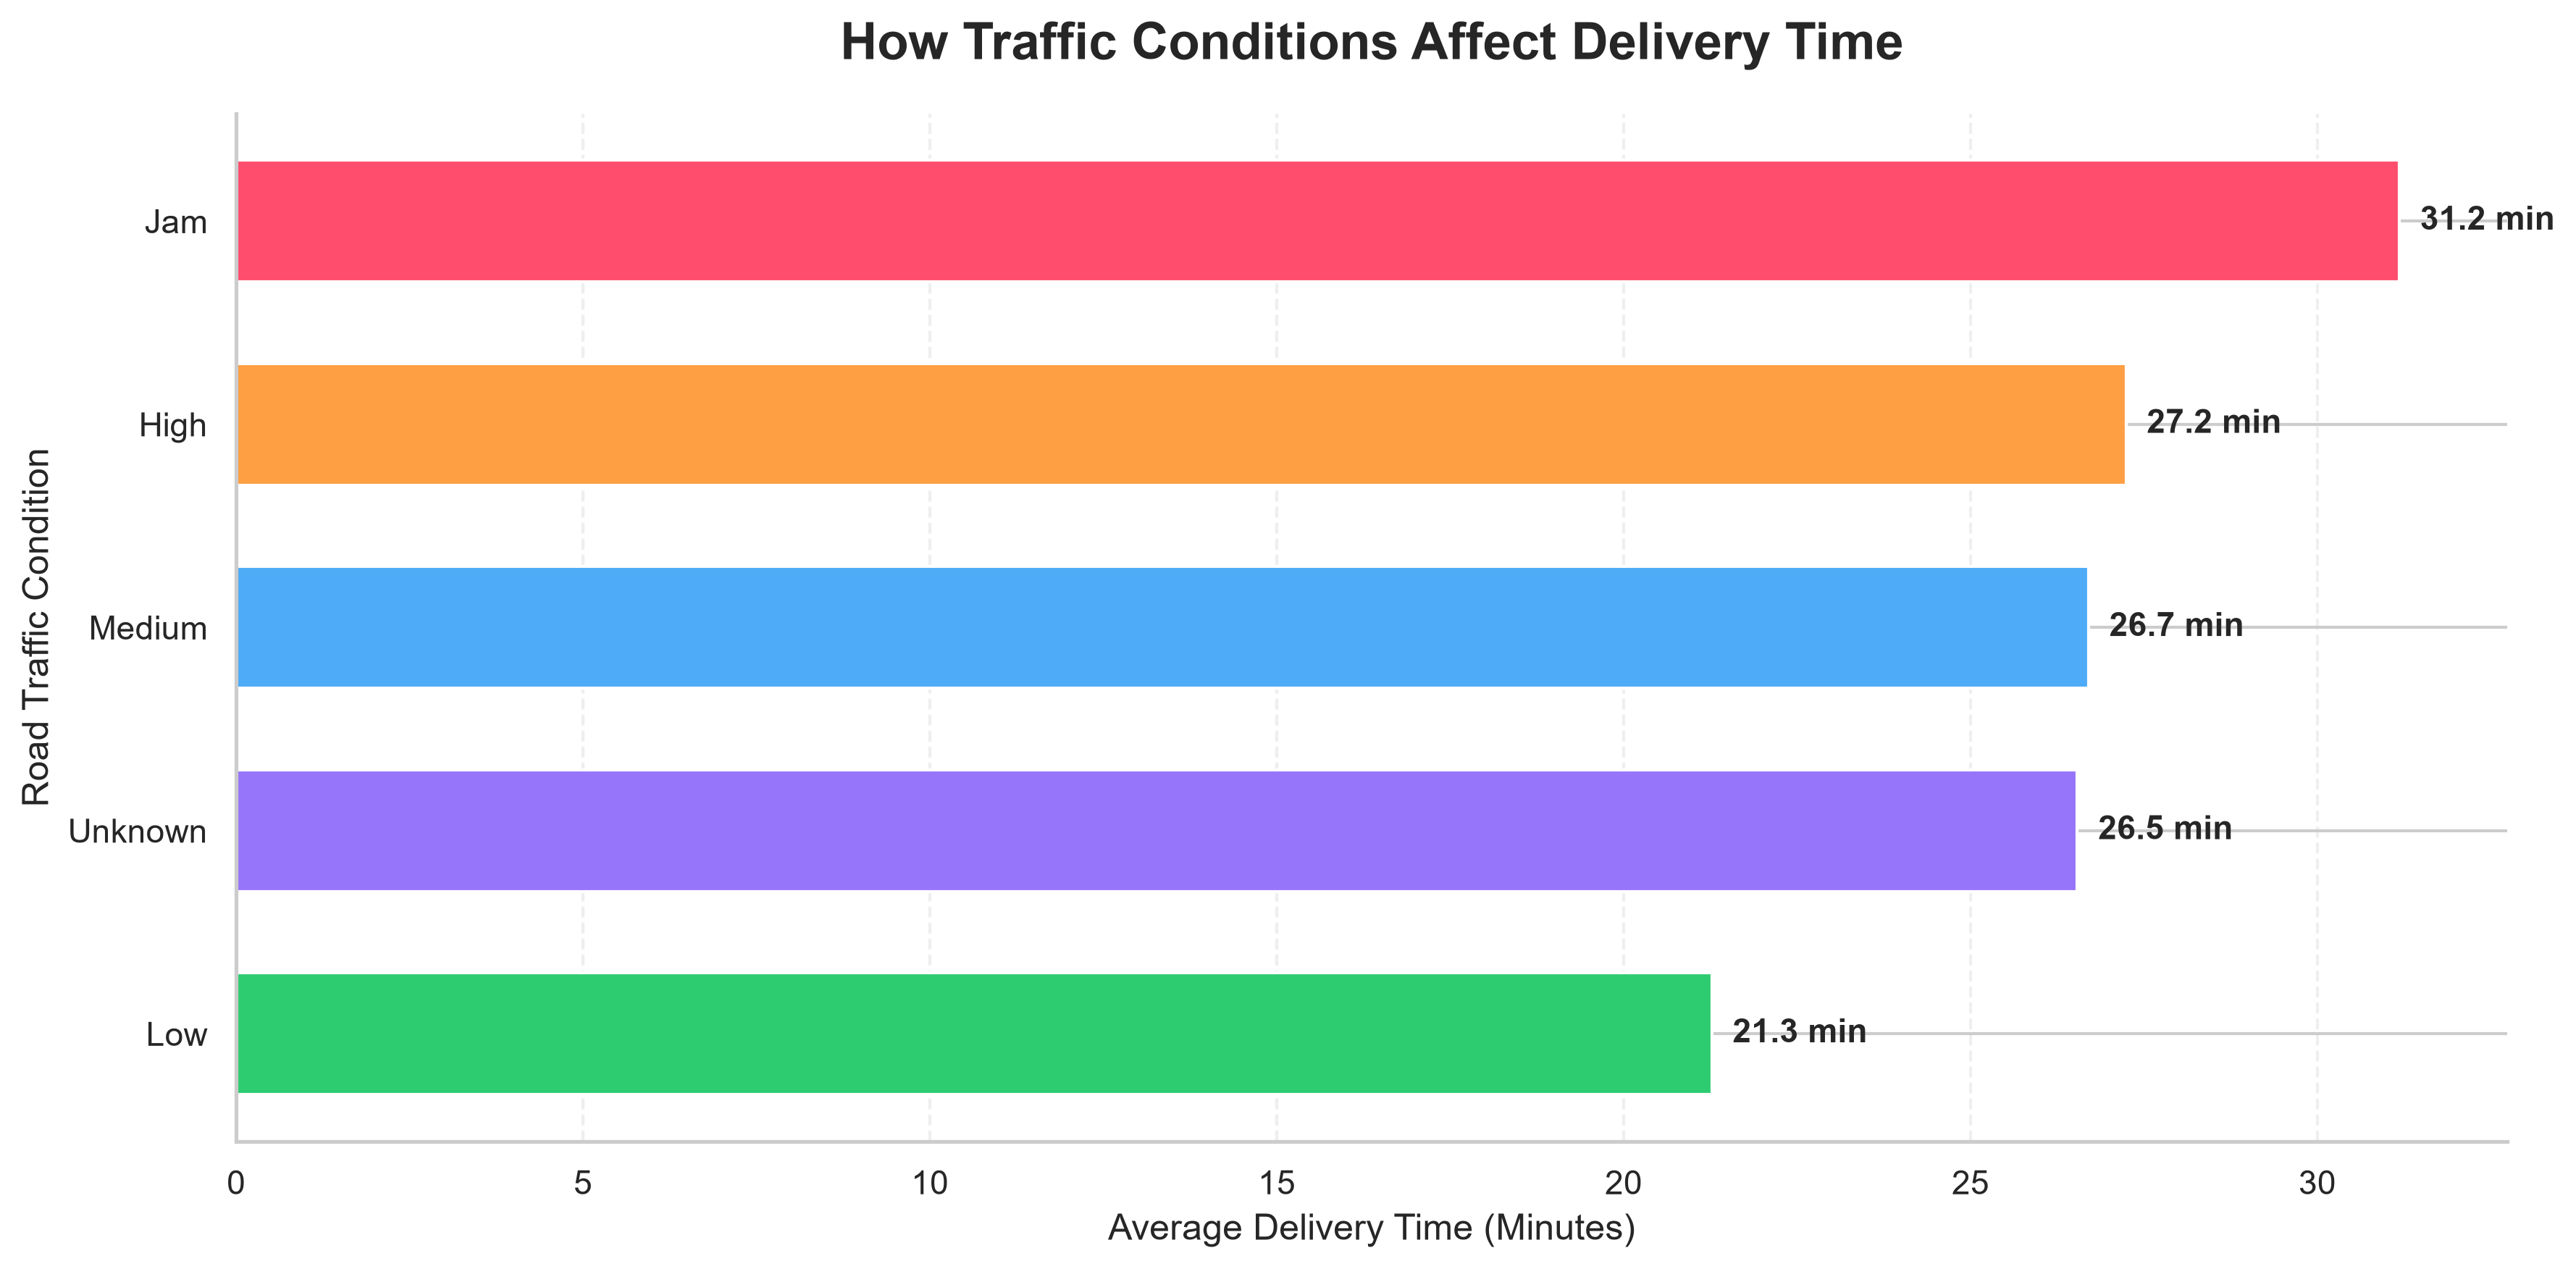 How Traffic Conditions Affect Delivery Time
Road Traffic Condition
Jam
31.2 min
High
27.2 min
Medium
26.7 min
Unknown
26.5 min
Low
21.3 min
0 5 10 15 20 25 30
Average Delivery Time (Minutes)